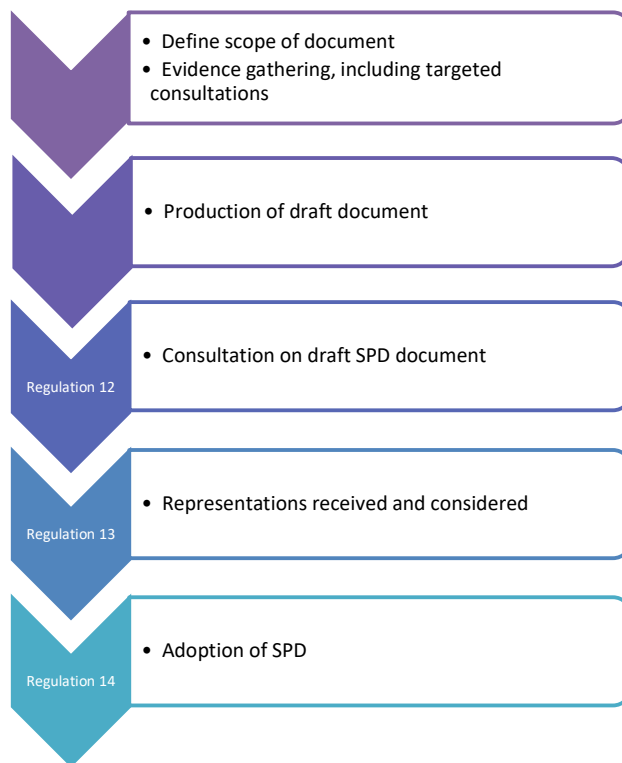 • Define scope of document
• Evidence gathering, including targeted
consultations
• Production of draft document
Regulation 12
• Consultation on draft SPD document
Regulation 13
• Representations received and considered
Regulation 14
• Adoption of SPD